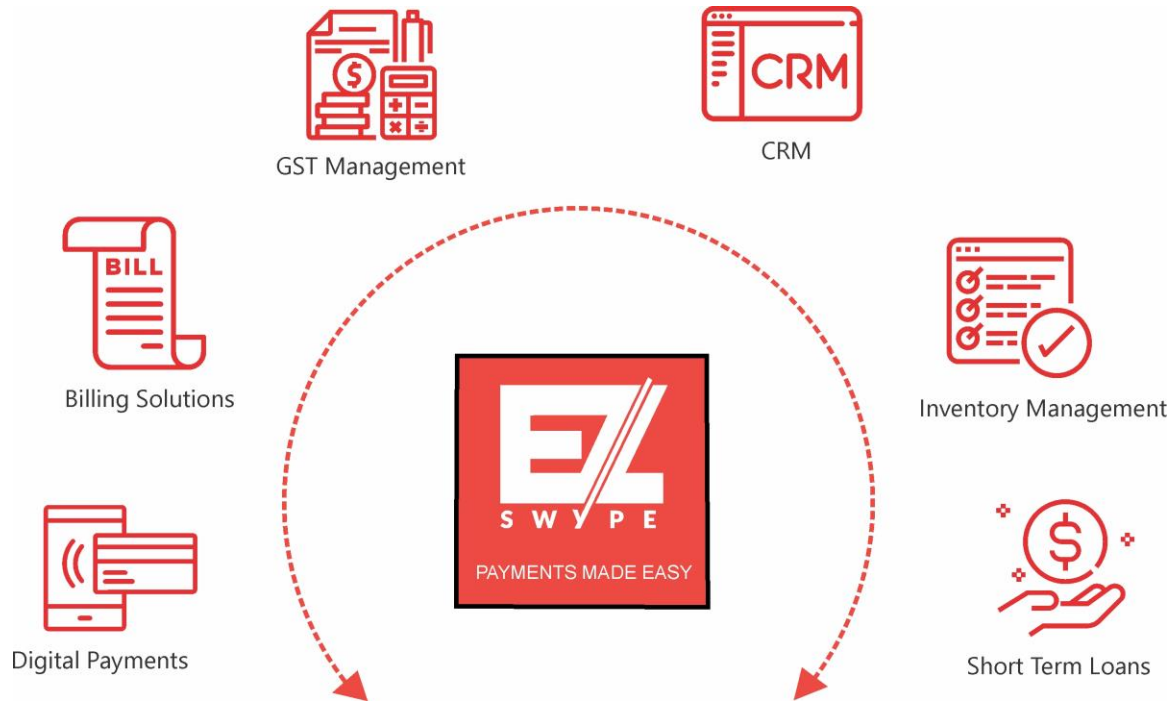 GST Management
CRM
CRM
BILL
Billing Solutions
Inventory Management
EZ
SWYPE
PAYMENTS MADE EASY
Digital Payments
Short Term Loans